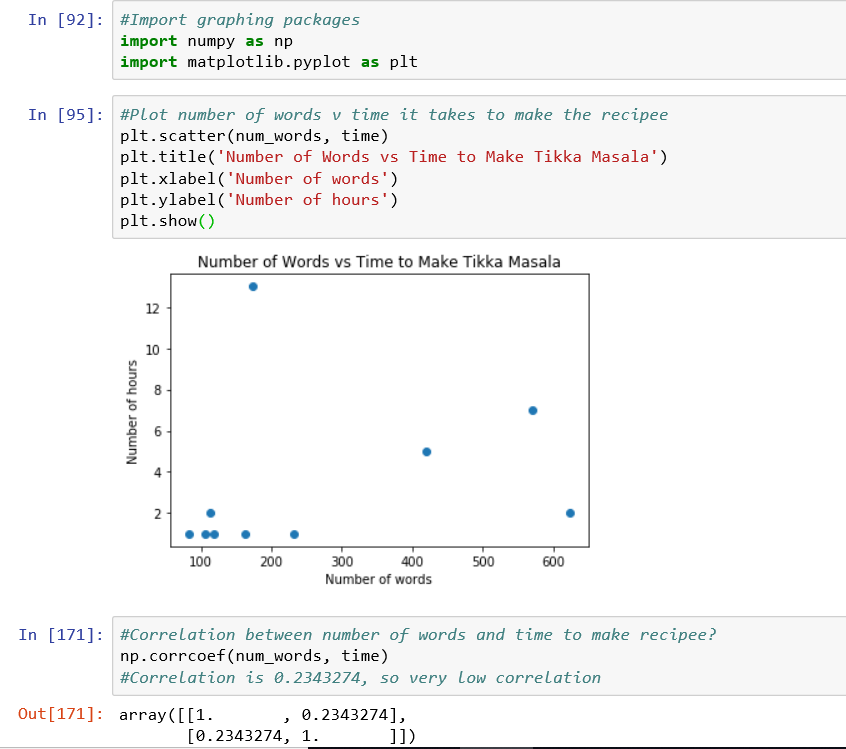 In [92]: #Import graphing packages
import numpy as np
import matplotlib.pyplot as plt
In [95]: #Plot number of words v time it takes to make the recipee
plt.scatter(num_words, time)
plt.title('Number of Words vs Time to Make Tikka Masala')
plt.xlabel('Number of words')
plt.ylabel('Number of hours')
plt.show()
Number of Words vs Time to Make Tikka Masala
Number of hours
12
10
8
6
4
2
100 200 300 400 500 600
Number of words
In [171]: #Correlation between number of words and time to make recipee?
np.corrcoef(num_words, time)
#Correlation is 0.2343274, so very low correlation
Out[171]: array([[1.       , 0.2343274],
[0.2343274, 1.       ]])